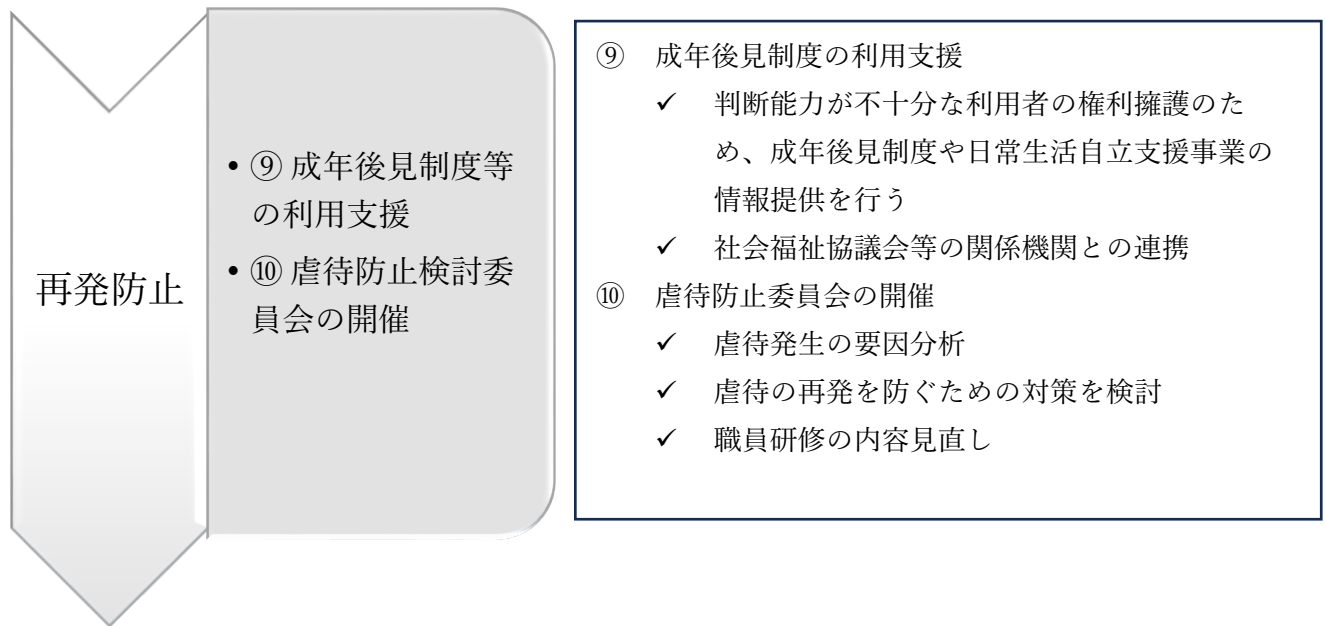 再発防止
• ⑨ 成年後見制度等
の利用支援
• ⑩ 虐待防止検討委
員会の開催
⑨ 成年後見制度の利用支援
✓ 判断能力が不十分な利用者の権利擁護のた
め、成年後見制度や日常生活自立支援事業の
情報提供を行う
✓ 社会福祉協議会等の関係機関との連携
⑩ 虐待防止委員会の開催
✓ 虐待発生の要因分析
✓ 虐待の再発を防ぐための対策を検討
✓ 職員研修の内容見直し